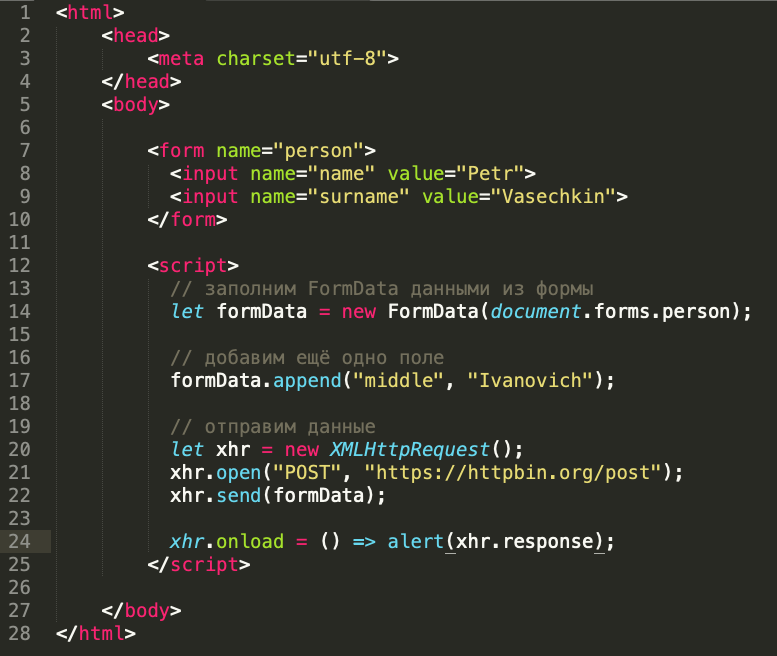 1 <html>
2     <head>
3         <meta charset="utf-8">
4     </head>
5     <body>
6
7         <form name="person">
8           <input name="name" value="Petr">
9           <input name="surname" value="Vasechkin">
10         </form>
11
12         <script>
13           // заполним FormData данными из формы
14           let formData = new FormData(document.forms.person);
15
16           // добавим ещё одно поле
17           formData.append("middle", "Ivanovich");
18
19           // отправим данные
20           let xhr = new XMLHttpRequest();
21           xhr.open("POST", "https://httpbin.org/post");
22           xhr.send(formData);
23
24           xhr.onload = () => alert(xhr.response);
25         </script>
26
27     </body>
28 </html>